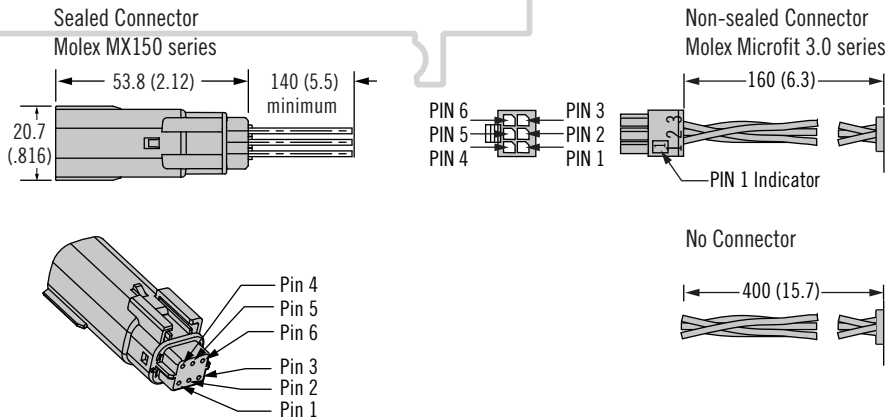 Sealed Connector
Molex MX150 series
53.8 (2.12)
140 (5.5)
minimum
20.7
(.816)
Pin 4
Pin 5
Pin 6
Pin 3
Pin 2
Pin 1
Non-sealed Connector
Molex Microfit 3.0 series
160 (6.3)
PIN 6
PIN 5
PIN 4
PIN 3
PIN 2
PIN 1
1 2 3
1
PIN 1 Indicator
No Connector
400 (15.7)